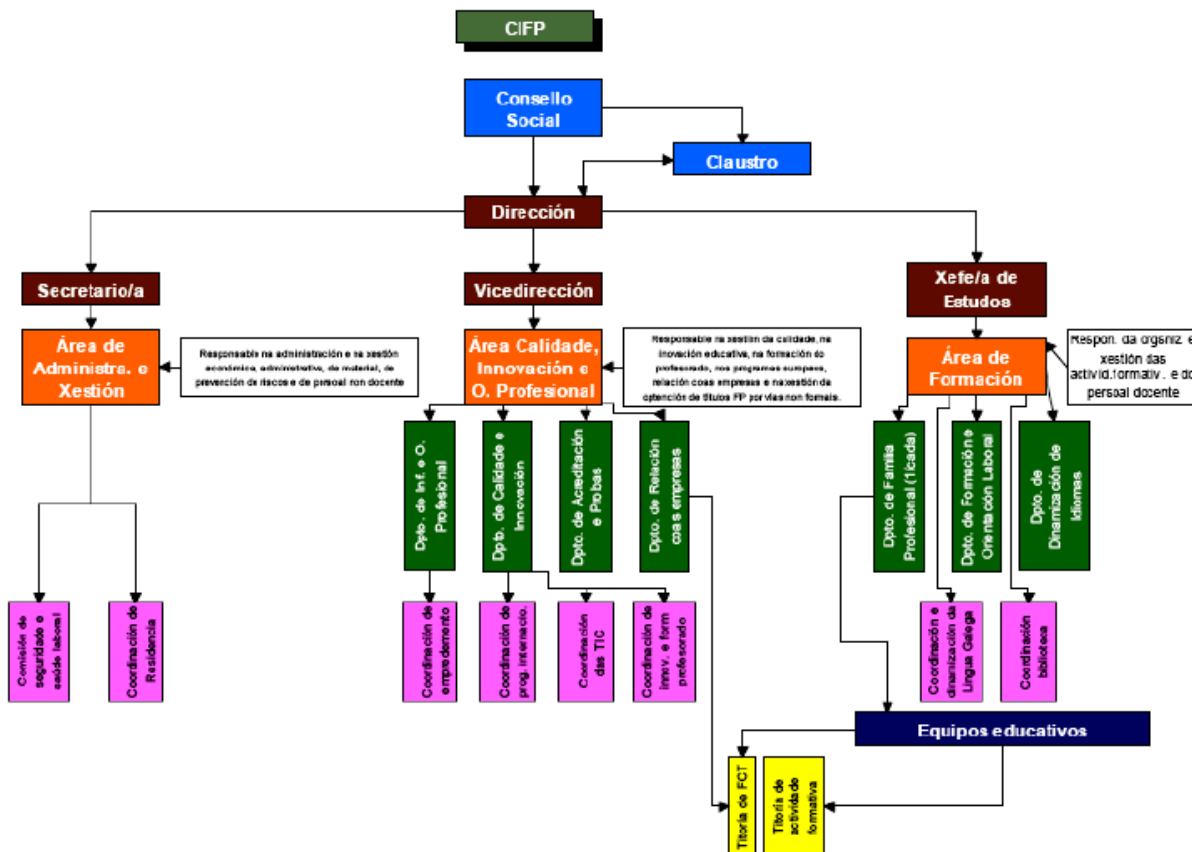 CIFP
Consello
Social
Claustro
Dirección
Secretario/a
Vicedirección
Xefe/a de
Estudos
Área de
Administra. e
Xestión
Responsable na administración e na xestión
económica, administrativa, de material, de
prevención de riscos e de persoal non docente
Área Calidade,
Innovación e
O. Profesional
Responsable na xestión da calidade, na
inovación educativa, na formación do
profesorado, nos programas europeos,
relación coas empresas e na xestión da
optención de títulos FP por vías non formais.
Área de
Formación
Respon. da organiz. e
xestión das
activid.formativ. e do
persoal docente
Dpto. de Inf. e O.
Profesional
Dpto. de Calidade e
Innovación
Dpto. de Acreditación
e Probas
Dpto. de Relación
coas empresas
Dpto. de Familia
Profesional (1/cada)
Dpto. de Formación e
Orientación Laboral
Dpto. de
Dinamización de
Idiomas
Comisión de
seguridade e
saúde laboral
Coordinación de
Residencia
Coordinación de
emprendemento
Coordinación de
prog. internacio.
Coordinación
das TIC
Coordinación de
innov. e form
profesorado
Coordinación e
dinanización da
Lingua Galega
Coordinación
biblioteca
Equipos educativos
Titoría de FCT
Titoría de
actividade
formativa